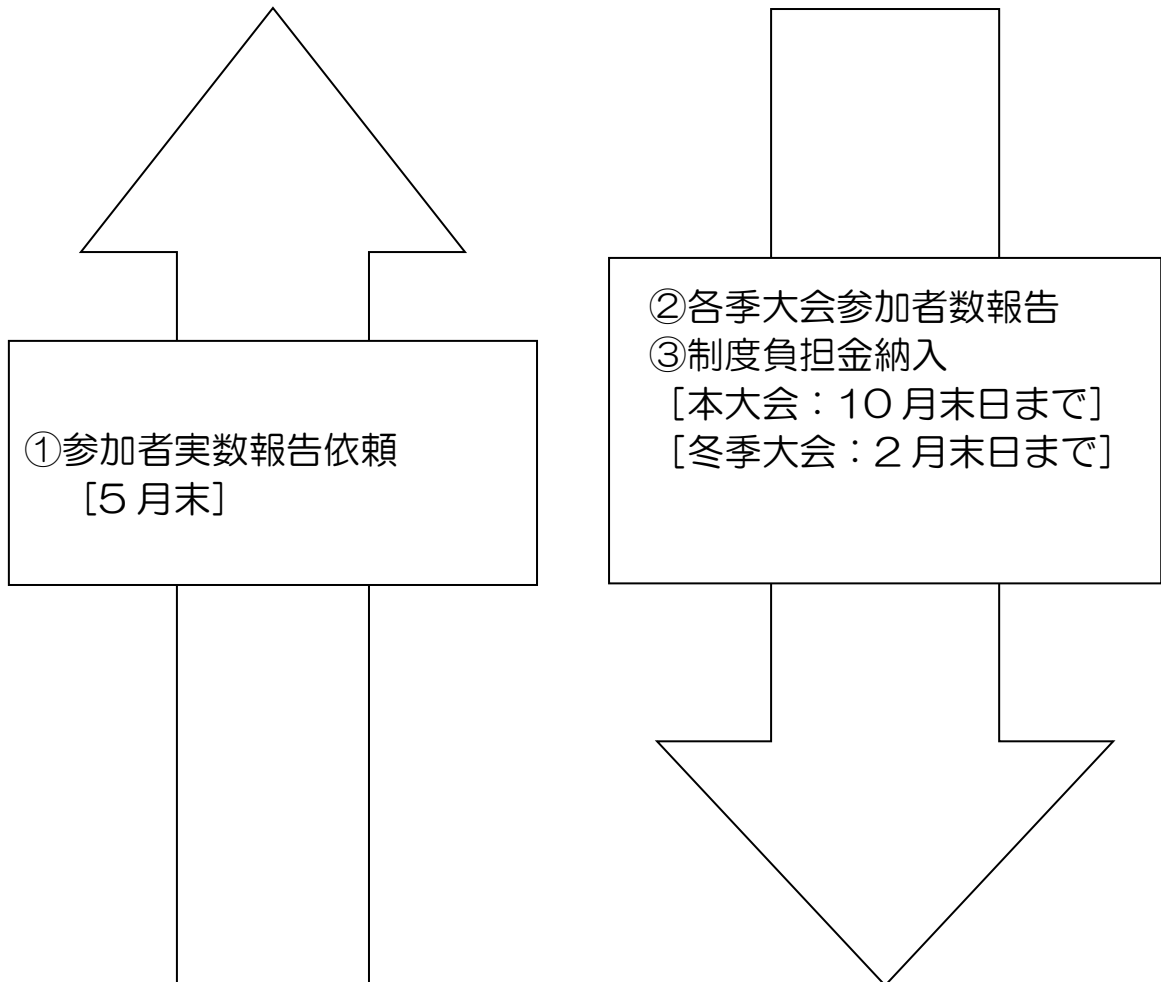 ①参加者実数報告依頼
［5月末］
②各季大会参加者数報告
③制度負担金納入
［本大会：10月末日まで］
［冬季大会：2月末日まで］